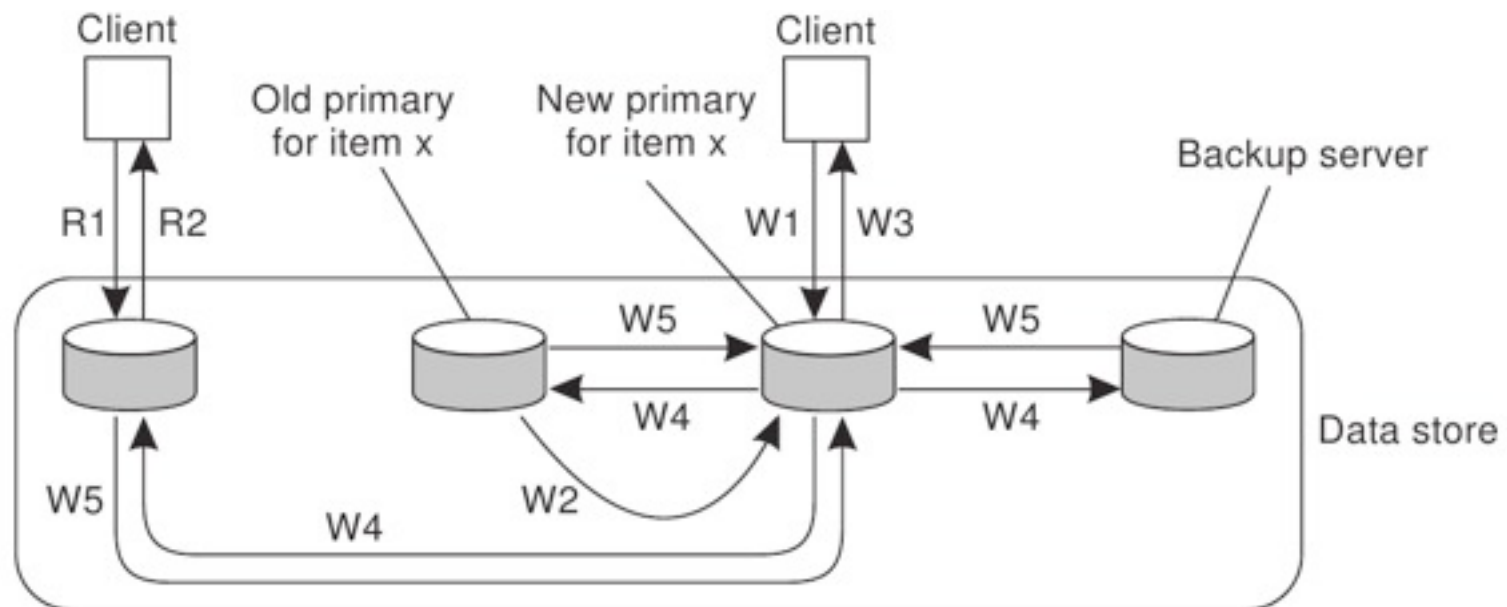 Client
Client
Old primary
for item x
New primary
for item x
Backup server
R1
R2
W1
W3
W5
W5
W4
W4
Data store
W5
W2
W4